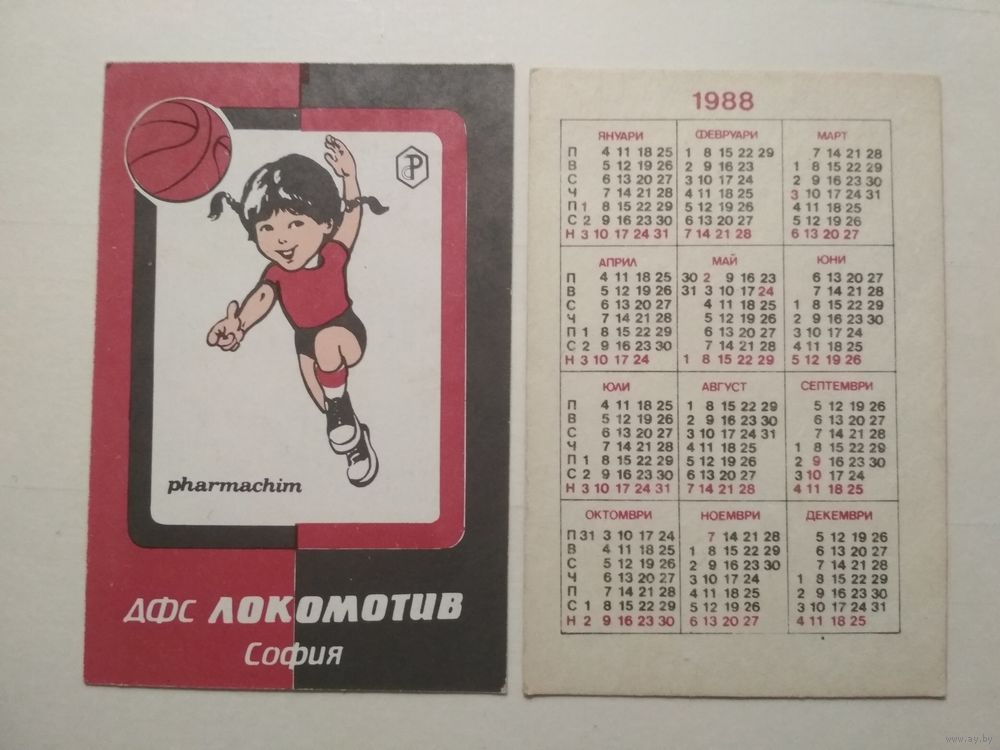 P
pharmachim
ДФС ЛОКОМОТИВ
София
1988
ЯНУАРИ ФЕВРУАРИ МАРТ
П 4 11 18 25 1 8 15 22 29 7 14 21 28
В 5 12 19 26 2 9 16 23 1 8 15 22 29
С 6 13 20 27 3 10 17 24 2 9 16 23 30
Ч 7 14 21 28 4 11 18 25 3 10 17 24 31
П 1 8 15 22 29 5 12 19 26 4 11 18 25
С 2 9 16 23 30 6 13 20 27 5 12 19 26
Н 3 10 17 24 31 7 14 21 28 6 13 20 27
АПРИЛ МАЙ ЮНИ
П 4 11 18 25 30 2 9 16 23 6 13 20 27
В 5 12 19 26 31 3 10 17 24 7 14 21 28
С 6 13 20 27 4 11 18 25 1 8 15 22 29
Ч 7 14 21 28 5 12 19 26 2 9 16 23 30
П 1 8 15 22 29 6 13 20 27 3 10 17 24
С 2 9 16 23 30 7 14 21 28 4 11 18 25
Н 3 10 17 24 1 8 15 22 29 5 12 19 26
ЮЛИ АВГУСТ СЕПТЕМВРИ
П 4 11 18 25 1 8 15 22 29 5 12 19 26
В 5 12 19 26 2 9 16 23 30 6 13 20 27
С 6 13 20 27 3 10 17 24 31 7 14 21 28
Ч 7 14 21 28 4 11 18 25 1 8 15 22 29
П 1 8 15 22 29 5 12 19 26 2 9 16 23 30
С 2 9 16 23 30 6 13 20 27 3 10 17 24
Н 3 10 17 24 31 7 14 21 28 4 11 18 25
ОКТОМВРИ НОЕМВРИ ДЕКЕМВРИ
П 31 3 10 17 24 7 14 21 28 5 12 19 26
В 4 11 18 25 1 8 15 22 29 6 13 20 27
С 5 12 19 26 2 9 16 23 30 7 14 21 28
Ч 6 13 20 27 3 10 17 24 1 8 15 22 29
П 7 14 21 28 4 11 18 25 2 9 16 23 30
С 1 8 15 22 29 5 12 19 26 3 10 17 24 31
Н 2 9 16 23 30 6 13 20 27 4 11 18 25
www.ay.by